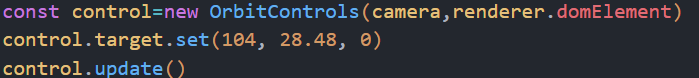 const control=new OrbitControls(camera,renderer.domElement)
control.target.set(104, 28.48, 0)
control.update()